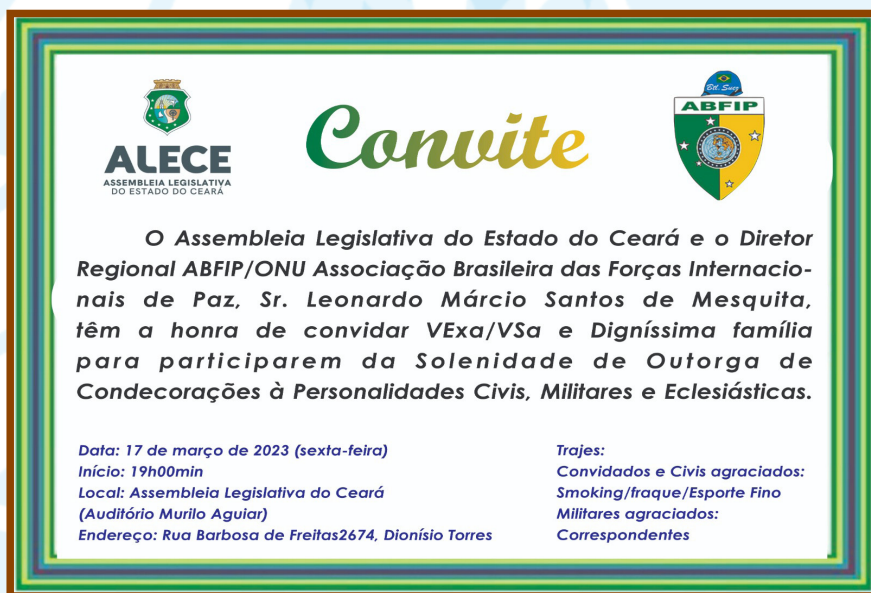 ALECE
ASSEMBLEIA LEGISLATIVA
DO ESTADO DO CEARÁ
Convite
Btl. Suez
ABFIP
O Assembleia Legislativa do Estado do Ceará e o Diretor
Regional ABFIP/ONU Associação Brasileira das Forças Internacio-
nais de Paz, Sr. Leonardo Márcio Santos de Mesquita,
têm a honra de convidar VExa/VSa e Digníssima família
para participarem da Solenidade de Outorga de
Condecorações à Personalidades Civis, Militares e Eclesiásticas.
Data: 17 de março de 2023 (sexta-feira)
Início: 19h00min
Local: Assembleia Legislativa do Ceará
(Auditório Murilo Aguiar)
Endereço: Rua Barbosa de Freitas2674, Dionísio Torres
Trajes:
Convidados e Civis agraciados:
Smoking/fraque/Esporte Fino
Militares agraciados:
Correspondentes